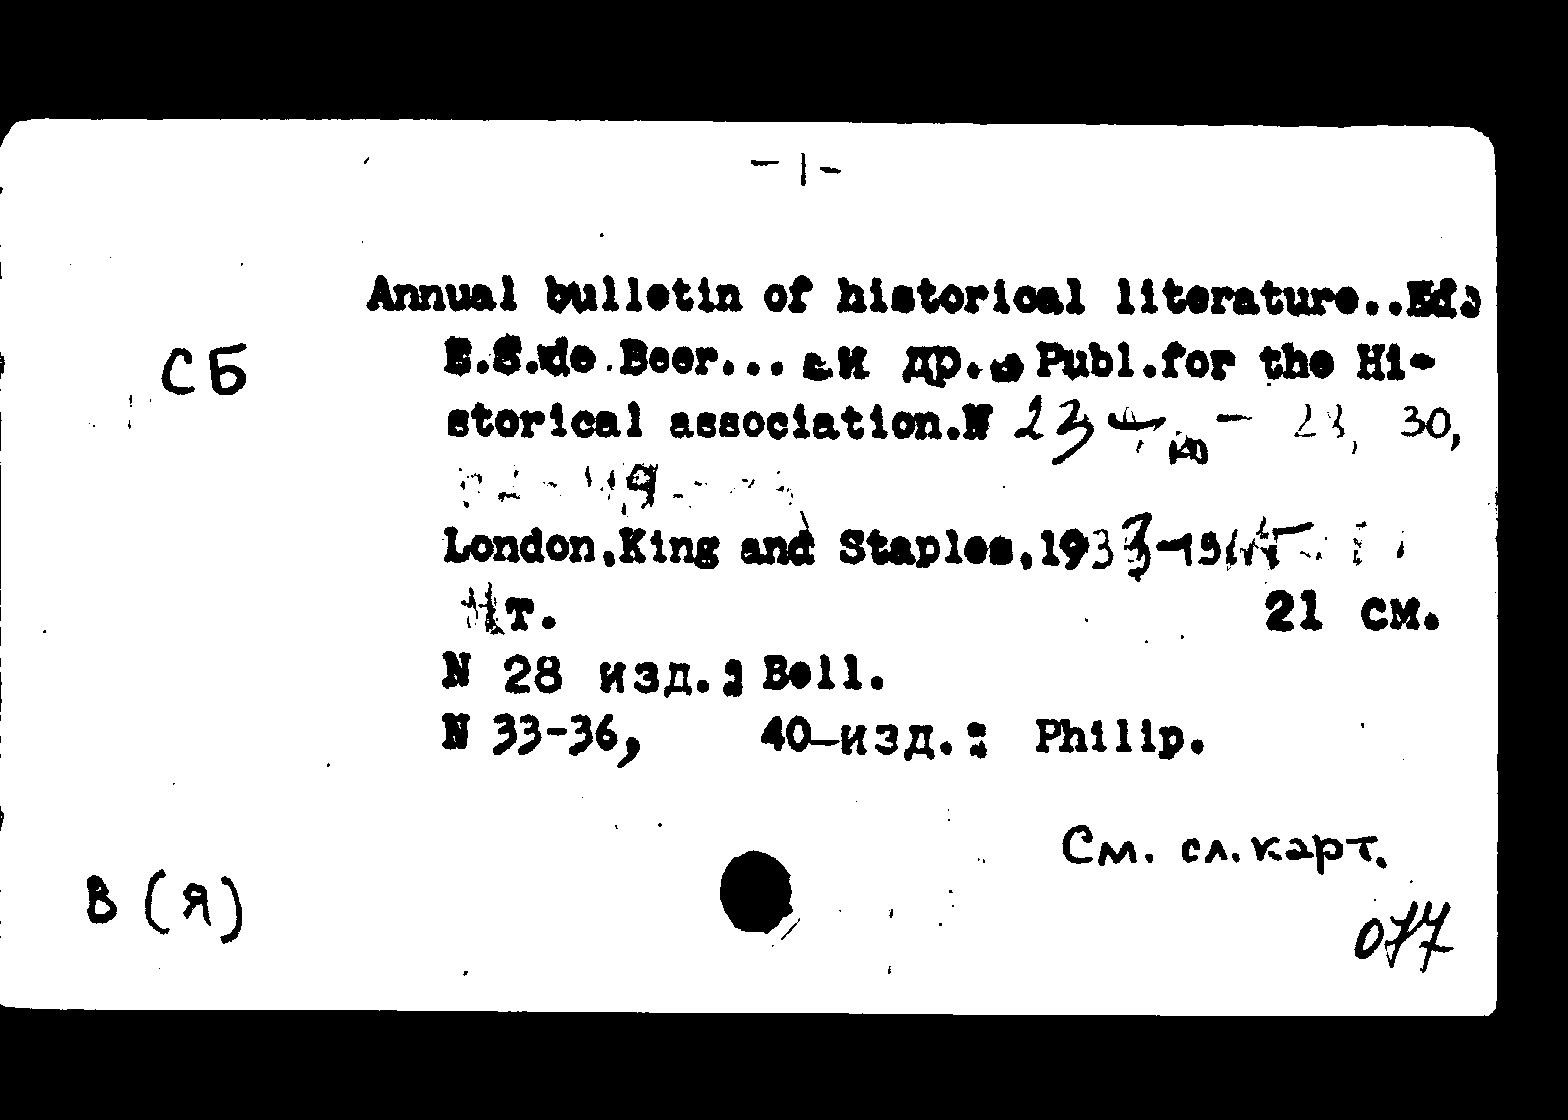 - 1 -
Annual bulletin of historical literature..Ed.
СБ
E.S.de Beer... и др. Publ.for the Hi-
storical association.N 23 - 28, 30,
London,King and Staples,1933-
т. 21 см.
N 28 изд.: Bell.
N 33-36, 40-изд.: Philip.
См. сл. карт.
В (Я)
077